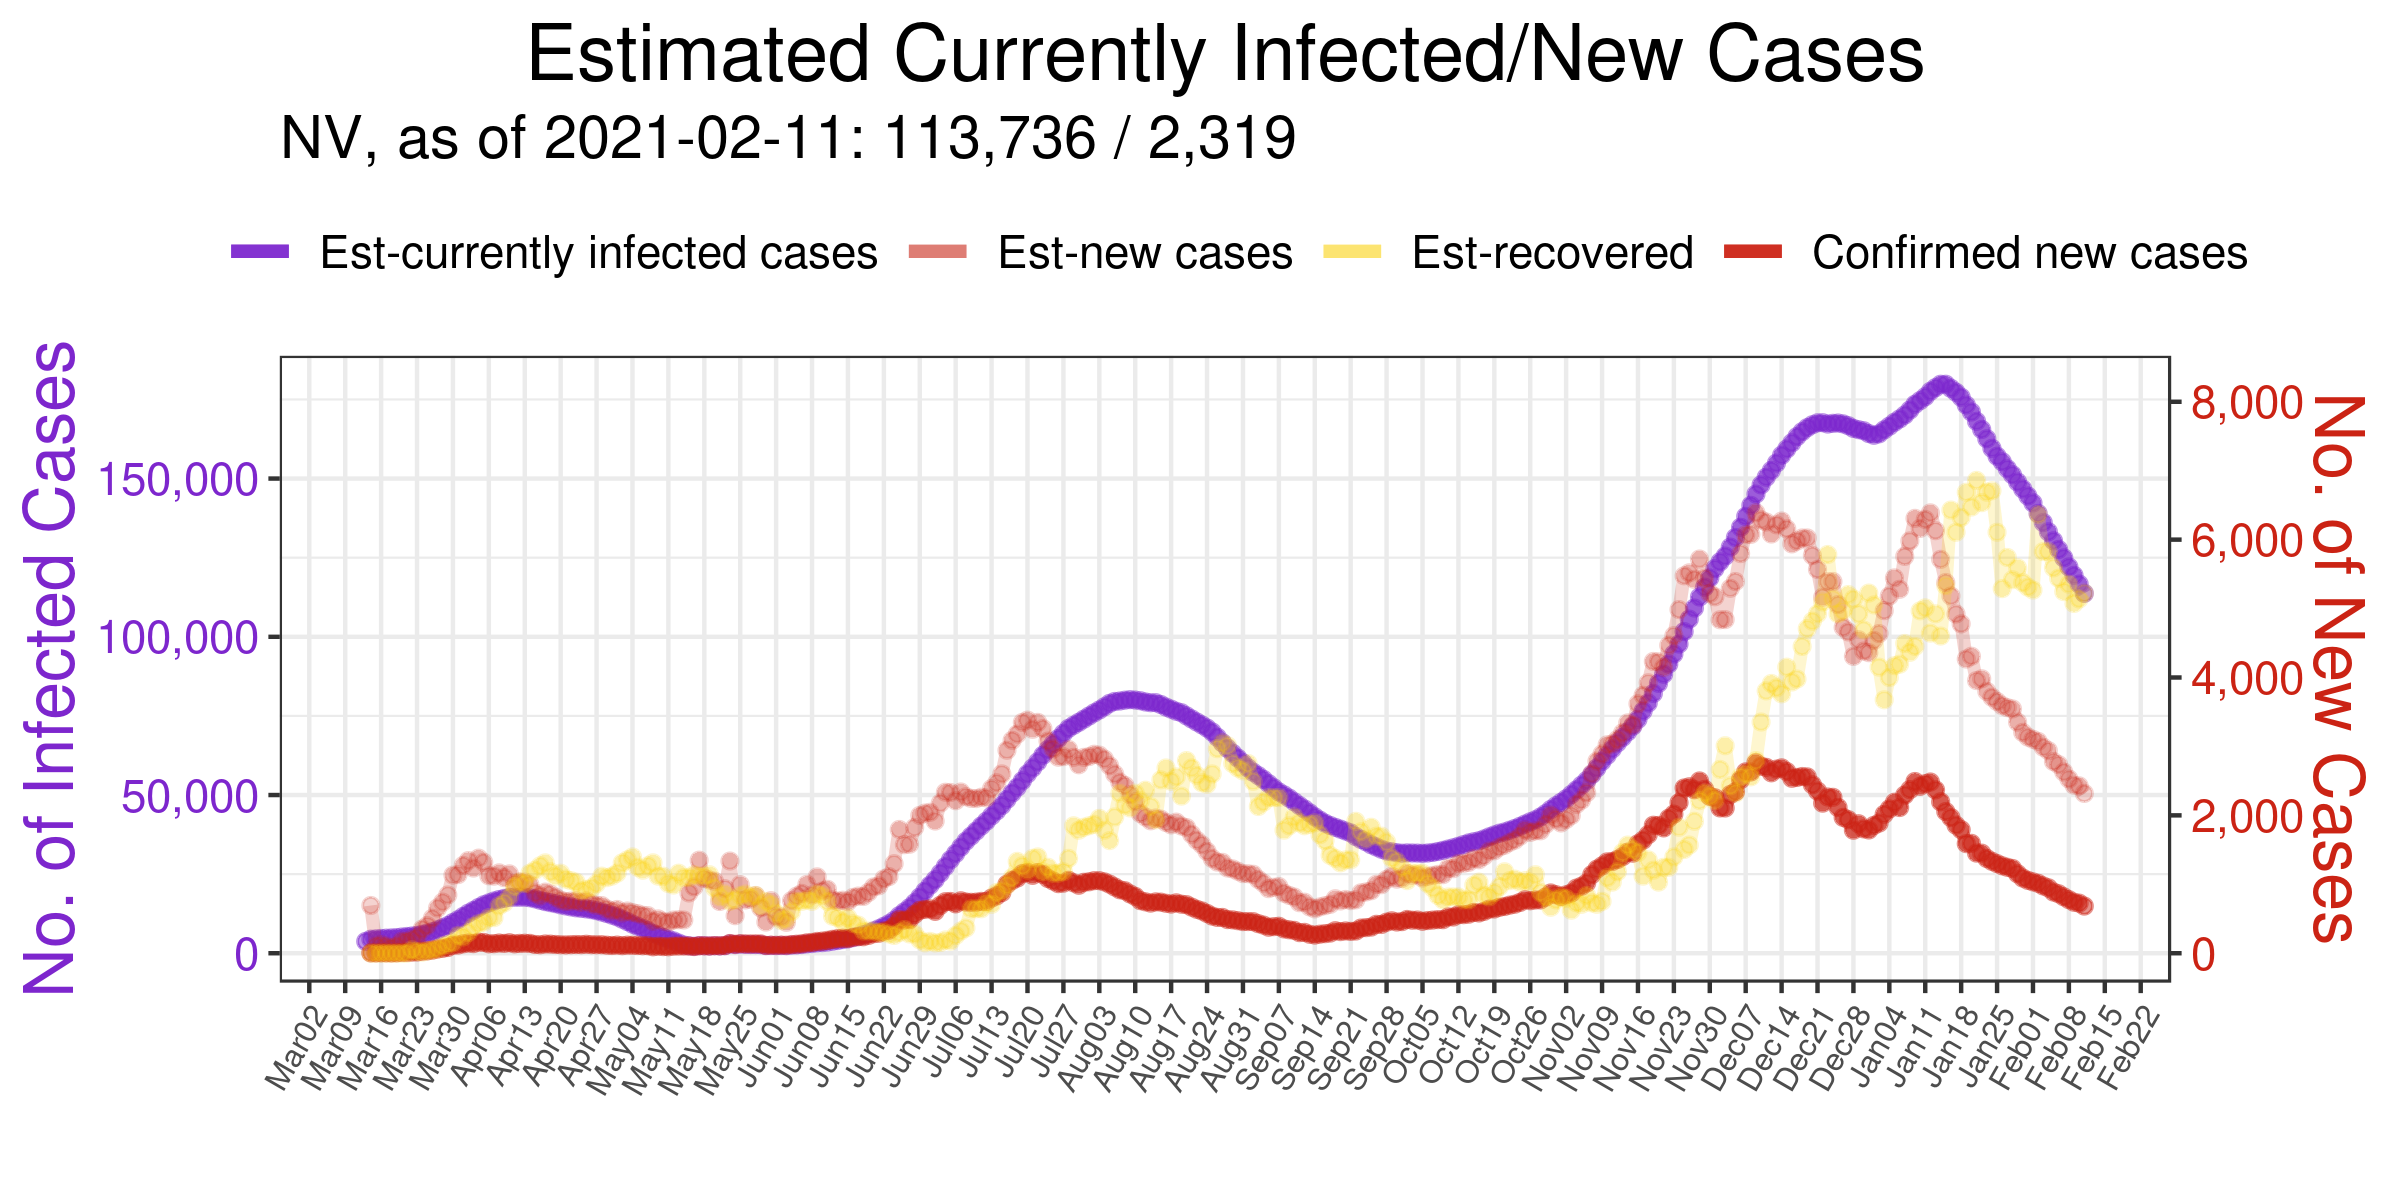 Estimated Currently Infected/New Cases
NV, as of 2021-02-11: 113,736 / 2,319
Est-currently infected cases Est-new cases Est-recovered Confirmed new cases
No. of Infected Cases
150,000
100,000
50,000
0
8,000
6,000
4,000
2,000
0
No. of New Cases
Mar02 Mar09 Mar16 Mar23 Mar30 Apr06 Apr13 Apr20 Apr27 May04 May11 May18 May25 Jun01 Jun08 Jun15 Jun22 Jun29 Jul06 Jul13 Jul20 Jul27 Aug03 Aug10 Aug17 Aug24 Aug31 Sep07 Sep14 Sep21 Sep28 Oct05 Oct12 Oct19 Oct26 Nov02 Nov09 Nov16 Nov23 Nov30 Dec07 Dec14 Dec21 Dec28 Jan04 Jan11 Jan18 Jan25 Feb01 Feb08 Feb15 Feb22